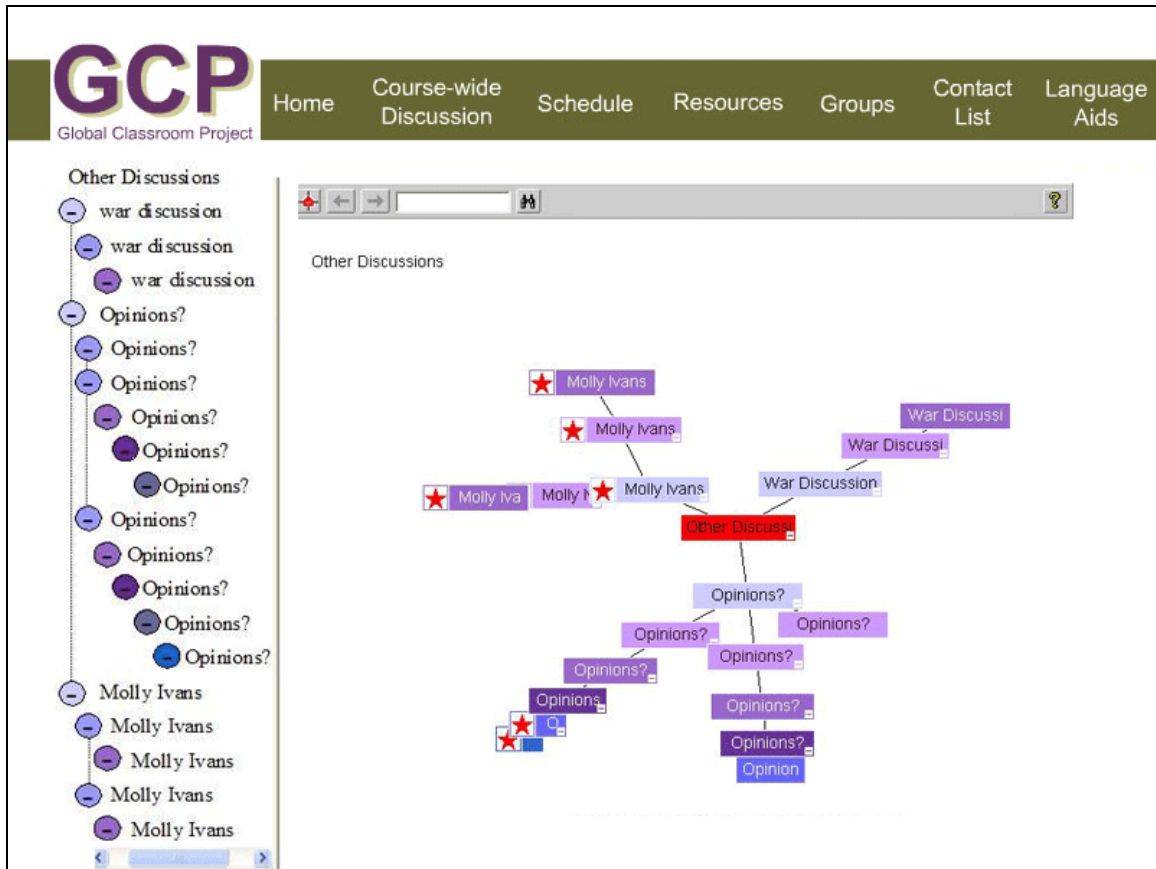 GCP
Global Classroom Project
Home
Course-wide
Discussion
Schedule
Resources
Groups
Contact
List
Language
Aids
Other Discussions
war discussion
war discussion
war discussion
Opinions?
Opinions?
Opinions?
Opinions?
Opinions?
Opinions?
Opinions?
Opinions?
Opinions?
Opinions?
Opinions?
Molly Ivans
Molly Ivans
Molly Ivans
Molly Ivans
Molly Ivans
?
Other Discussions
Molly Ivans
Molly Ivans
Molly Ivans
Molly Iva
Molly
War Discussi
War Discussi
War Discussion
Other Discussi
Opinions?
Opinions?
Opinions?
Opinions?
Opinions?
Opinions
O
Opinions?
Opinions?
Opinion